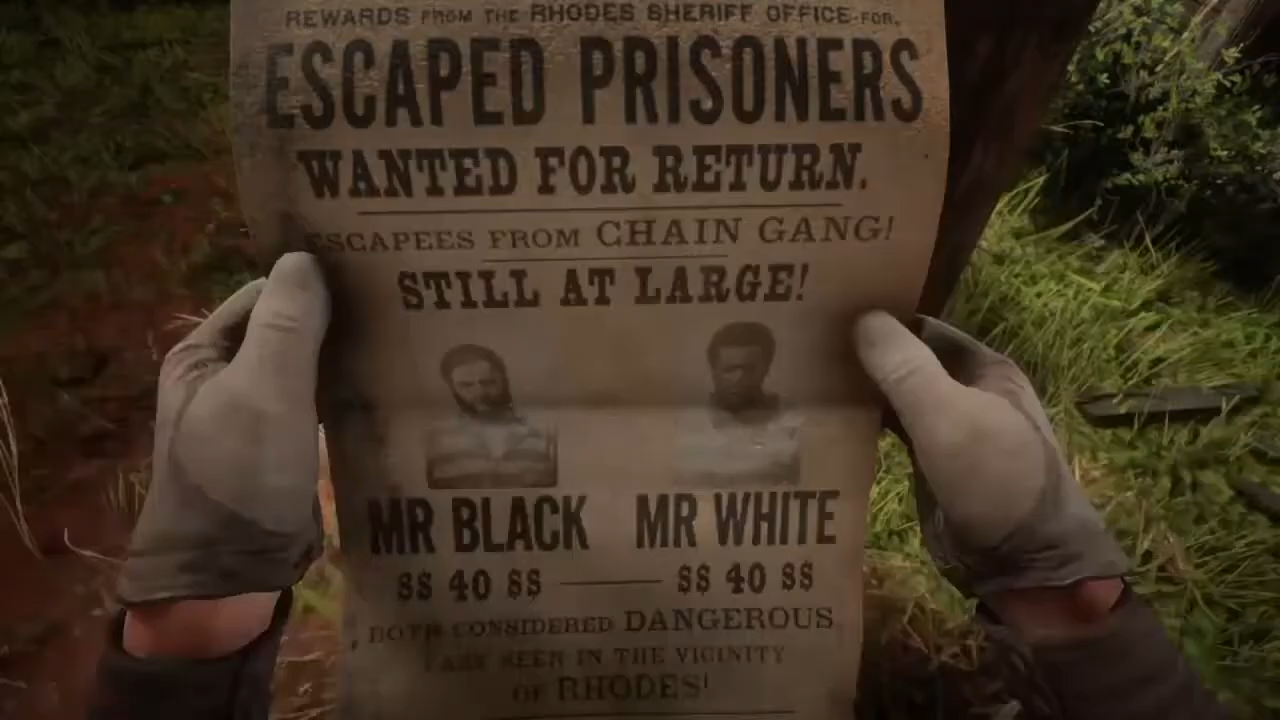 REWARDS FROM THE RHODES SHERIFF OFFICE FOR,
ESCAPED PRISONERS
WANTED FOR RETURN.
ESCAPEES FROM CHAIN GANG!
STILL AT LARGE!
MR BLACK MR WHITE
$$ 40 $$ $$ 40 $$
BOTH CONSIDERED DANGEROUS
LAST SEEN IN THE VICINITY
OF RHODES!